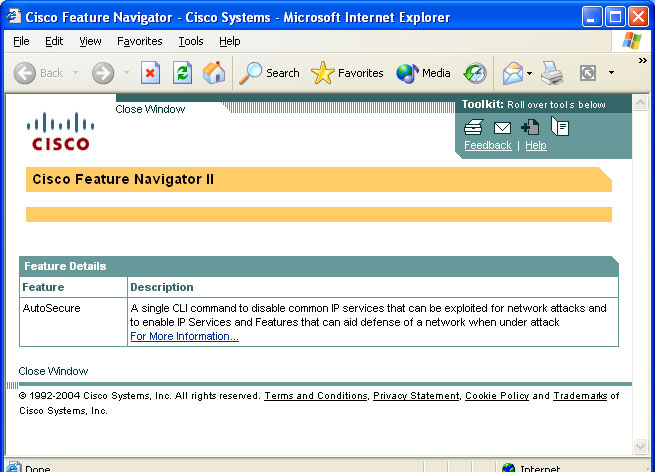 Cisco Feature Navigator - Cisco Systems - Microsoft Internet Explorer
File Edit View Favorites Tools Help
Back Search Favorites Media »
Close Window
Toolkit: Roll over tools below
Feedback | Help
CISCO
Cisco Feature Navigator II
Feature Details
Feature Description
AutoSecure A single CLI command to disable common IP services that can be exploited for network attacks and
to enable IP Services and Features that can aid defense of a network when under attack
For More Information...
Close Window
© 1992-2004 Cisco Systems, Inc. All rights reserved. Terms and Conditions, Privacy Statement, Cookie Policy and Trademarks of
Cisco Systems, Inc.
Done Internet